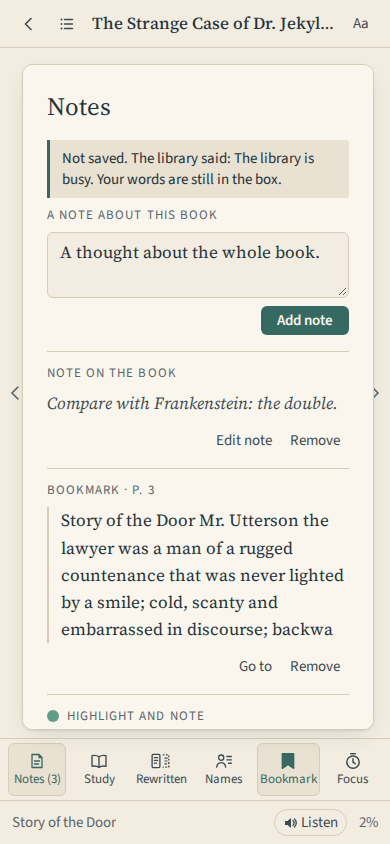 The Strange Case of Dr. Jekyl...
Aa
Notes
Not saved. The library said: The library is
busy. Your words are still in the box.
A NOTE ABOUT THIS BOOK
A thought about the whole book.
Add note
NOTE ON THE BOOK
Compare with Frankenstein: the double.
Edit note Remove
BOOKMARK · P. 3
Story of the Door Mr. Utterson the
lawyer was a man of a rugged
countenance that was never lighted
by a smile; cold, scanty and
embarrassed in discourse; backwa
Go to Remove
HIGHLIGHT AND NOTE
Notes (3) Study Rewritten Names Bookmark Focus
Story of the Door Listen 2%